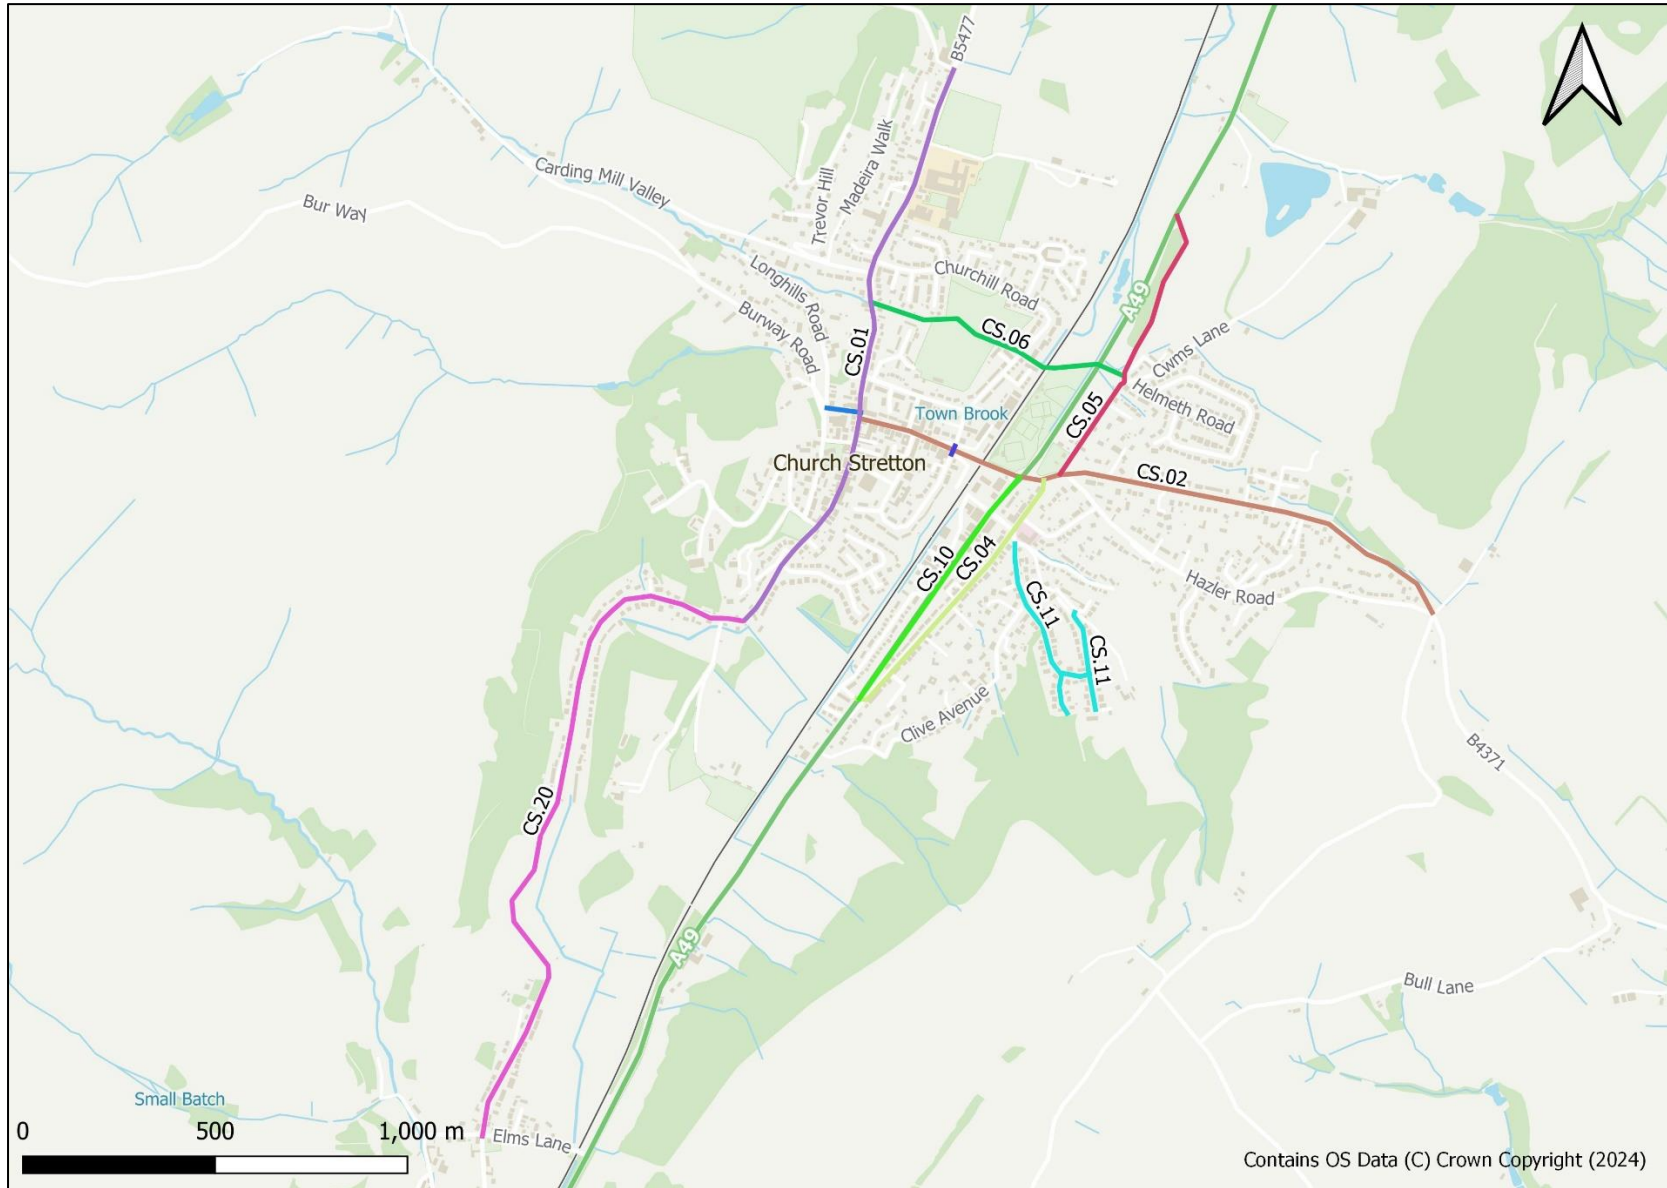 B5477
Madeira Walk
Trevor Hill
Carding Mill Valley
Bur Way
Longhills Road
Burway Road
Churchill Road
CS.01
CS.06
A49
Cwms Lane
Helmeth Road
CS.05
Town Brook
Church Stretton
CS.02
CS.10
CS.04
Hazler Road
CS.11
CS.11
Clive Avenue
B4371
CS.20
A49
Bull Lane
Small Batch
Elms Lane
0 500 1,000 m
Contains OS Data (C) Crown Copyright (2024)